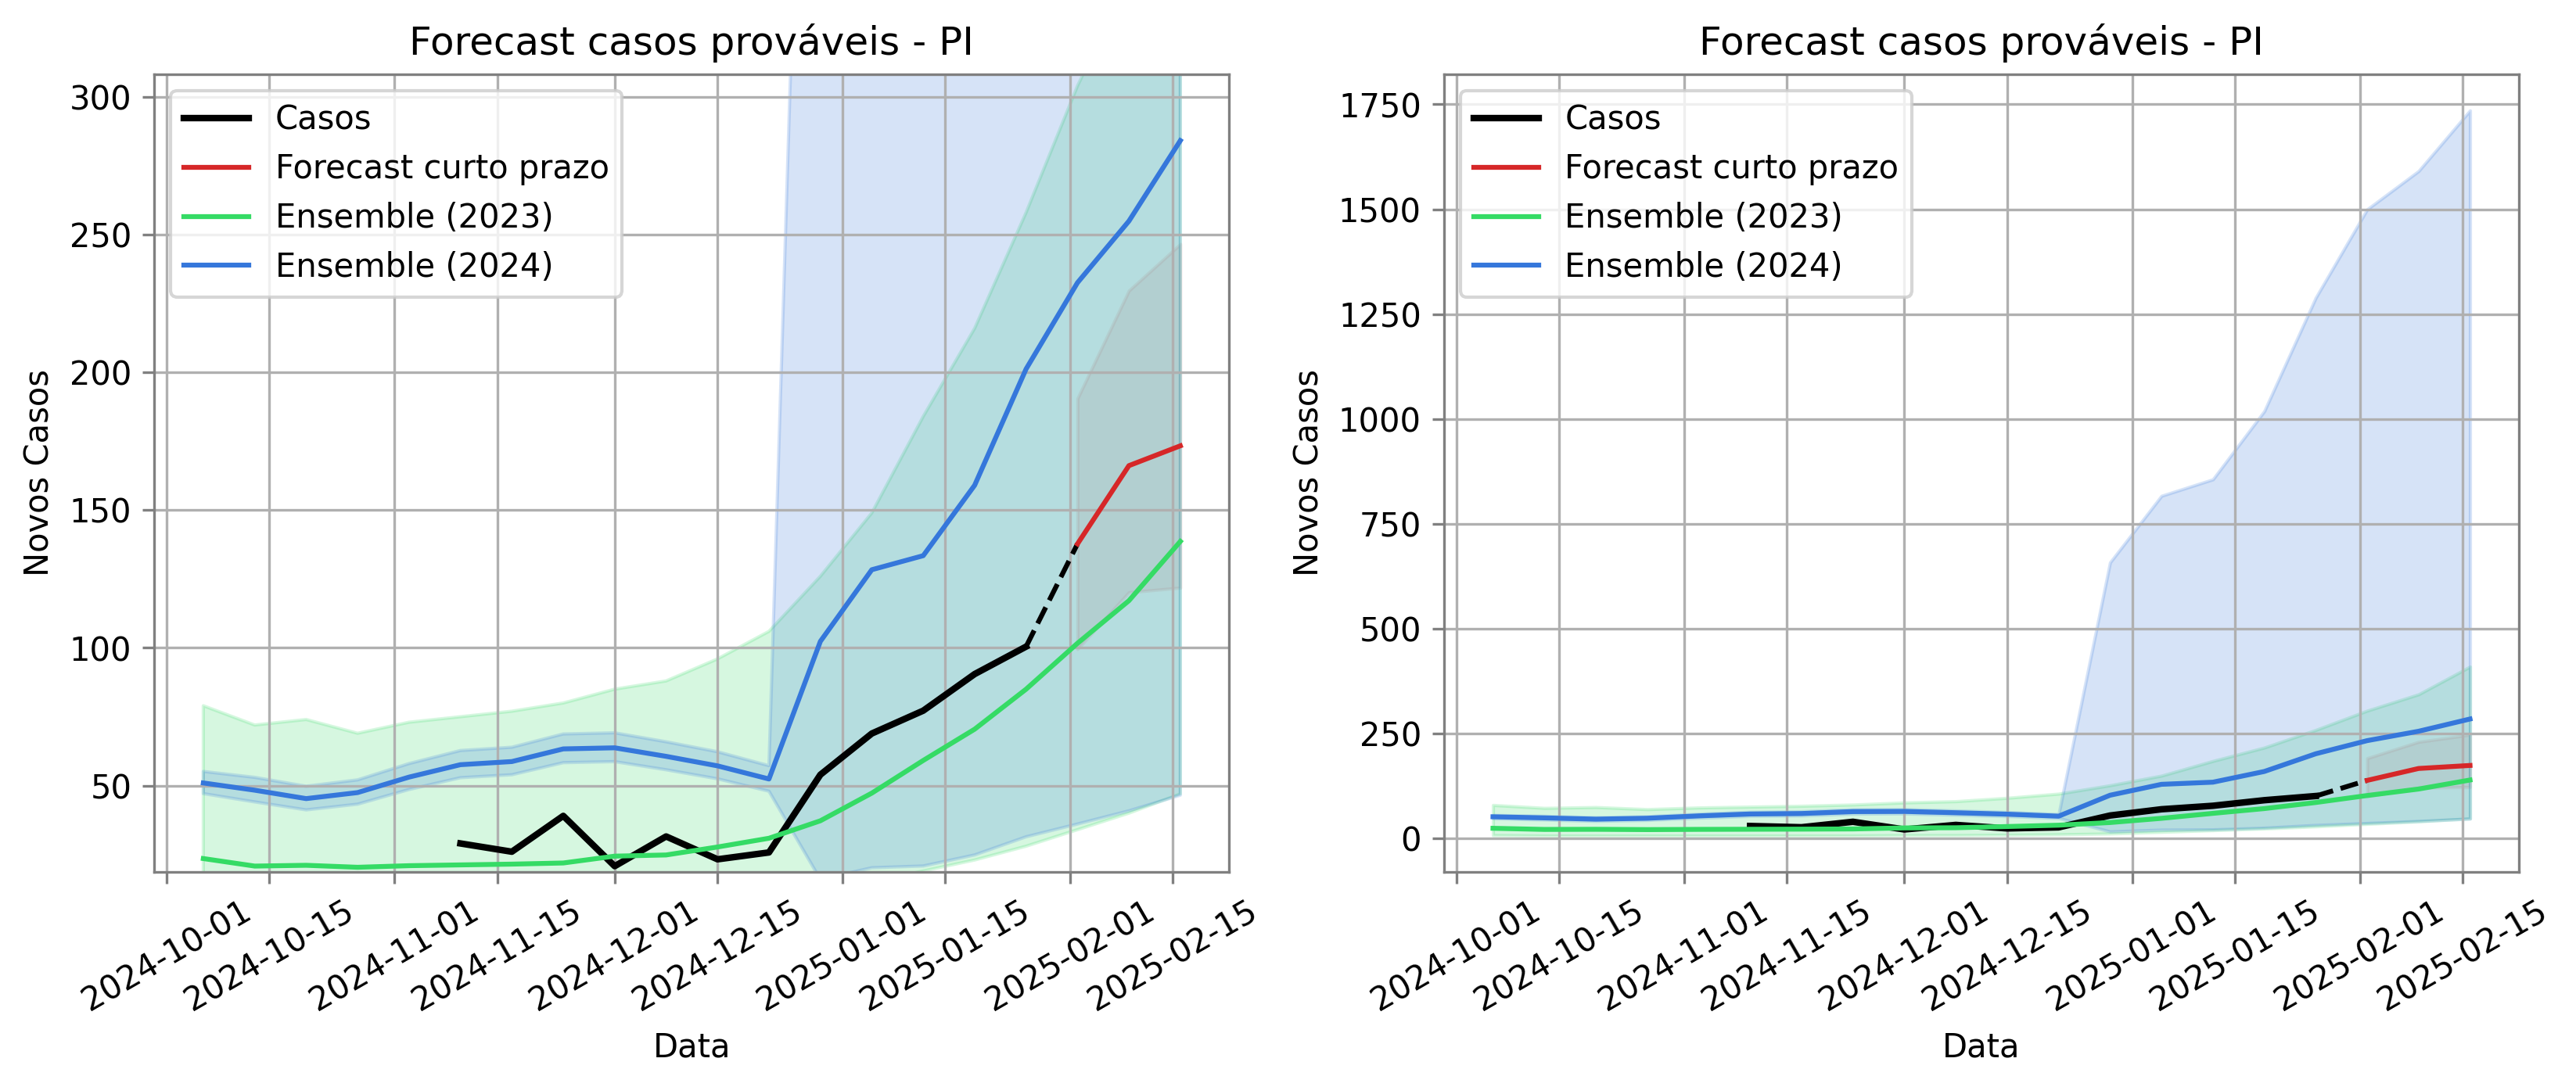 Forecast casos prováveis - PI
300
250
200
150
100
50
Novos Casos
Casos
Forecast curto prazo
Ensemble (2023)
Ensemble (2024)
2024-10-01
2024-10-15
2024-11-01
2024-11-15
2024-12-01
2024-12-15
2025-01-01
2025-01-15
2025-02-01
2025-02-15
Data
Forecast casos prováveis - PI
1750
1500
1250
1000
750
500
250
0
Novos Casos
Casos
Forecast curto prazo
Ensemble (2023)
Ensemble (2024)
2024-10-01
2024-10-15
2024-11-01
2024-11-15
2024-12-01
2024-12-15
2025-01-01
2025-01-15
2025-02-01
2025-02-15
Data